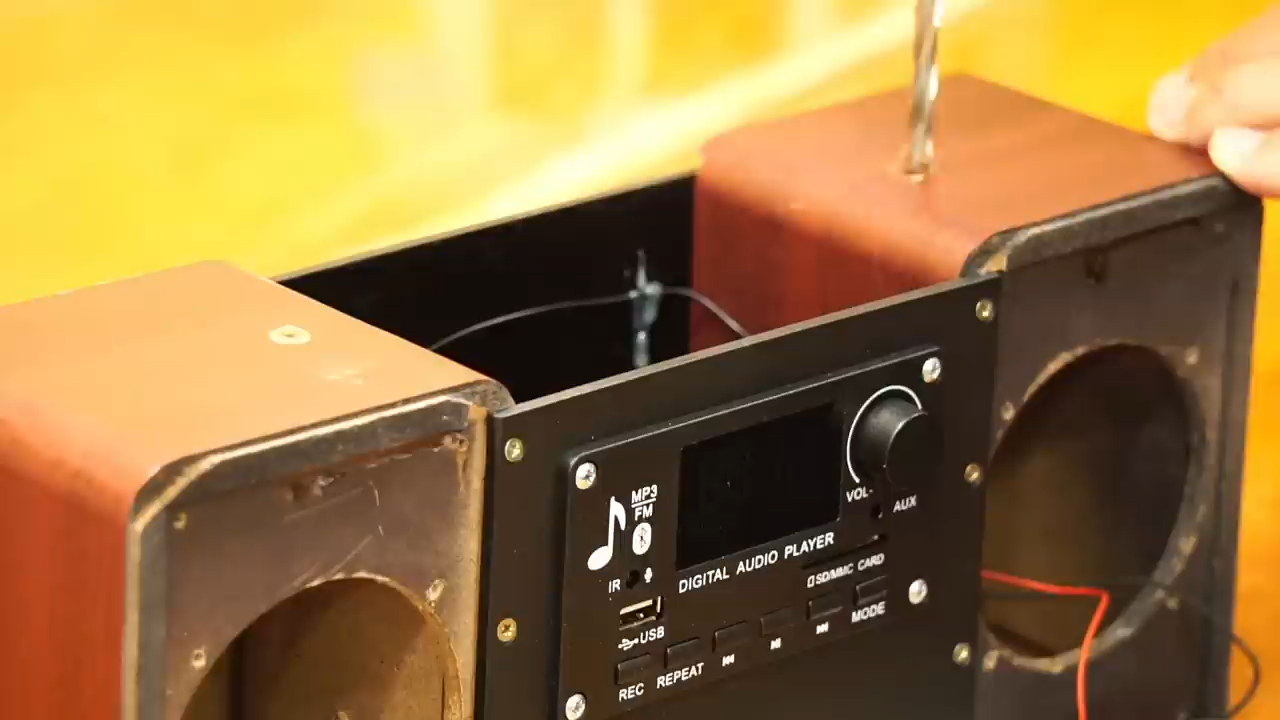 MP3
FM
VOL-
AUX
IR
DIGITAL AUDIO PLAYER
SD/MMC CARD
USB
MODE
REC
REPEAT